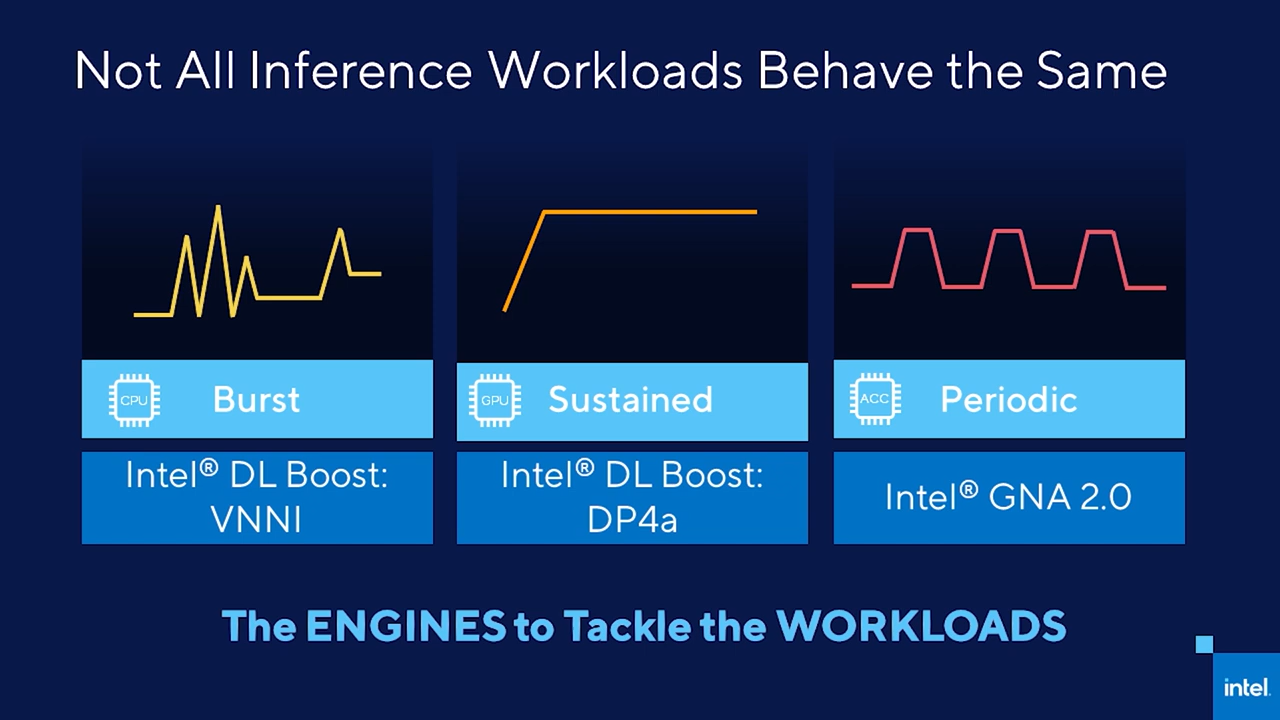 Not All Inference Workloads Behave the Same
CPU
Burst
GPU
Sustained
ACC
Periodic
Intel® DL Boost:
VNNI
Intel® DL Boost:
DP4a
Intel® GNA 2.0
The ENGINES to Tackle the WORKLOADS
intel.